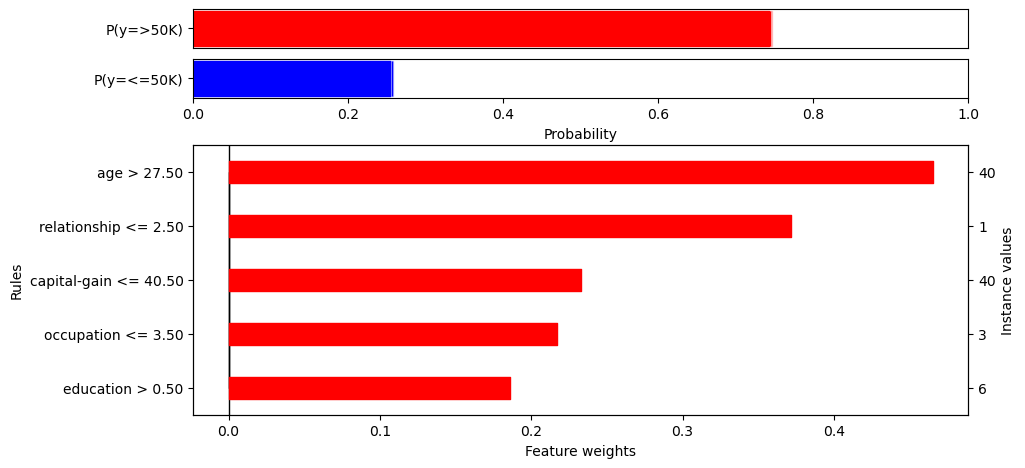 P(y=>50K)
P(y=<=50K)
0.0 0.2 0.4 0.6 0.8 1.0
Probability
Rules
age > 27.50 40
relationship <= 2.50 1
capital-gain <= 40.50 40
occupation <= 3.50 3
education > 0.50 6
Instance values
0.0 0.1 0.2 0.3 0.4
Feature weights